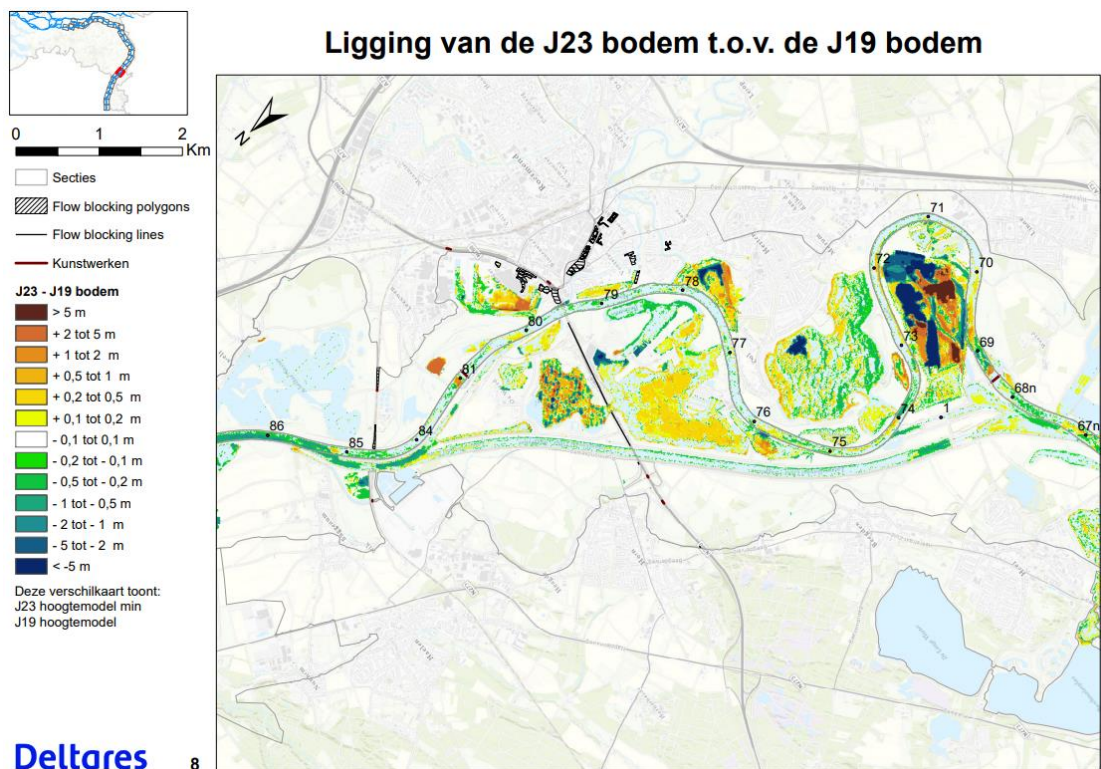 Ligging van de J23 bodem t.o.v. de J19 bodem
N
0 1 2
Km
Secties
Flow blocking polygons
Flow blocking lines
Kunstwerken
J23 - J19 bodem
> 5 m
+ 2 tot 5 m
+ 1 tot 2 m
+ 0,5 tot 1 m
+ 0,2 tot 0,5 m
+ 0,1 tot 0,2 m
- 0,1 tot 0,1 m
- 0,2 tot - 0,1 m
- 0,5 tot - 0,2 m
- 1 tot - 0,5 m
- 2 tot - 1 m
- 5 tot - 2 m
< -5 m
Deze verschilkaart toont:
J23 hoogtemodel min
J19 hoogtemodel
Deltares
8
Roermond
71
72
70
78
79
80
73
77
69
81
68n
76
74
1
84
86
85
75
67n